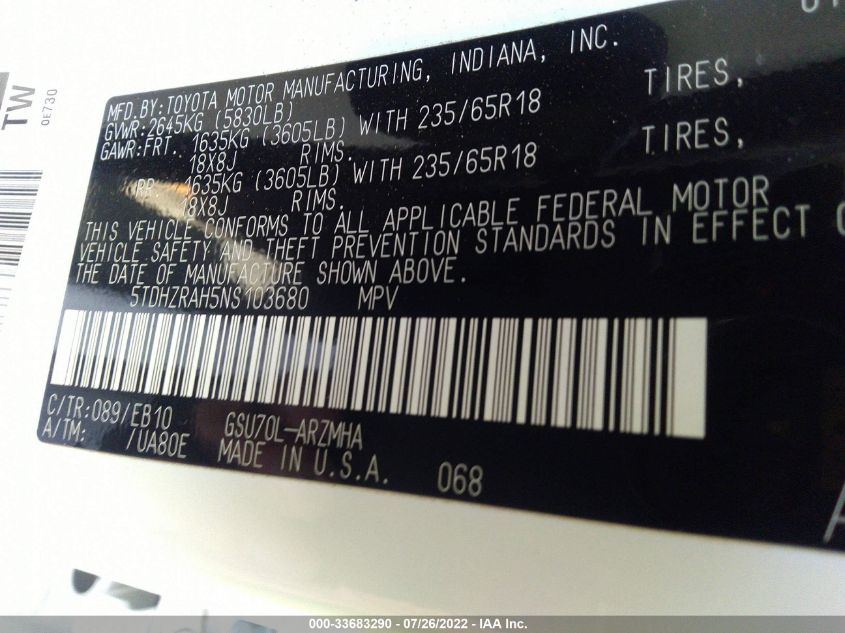 TW
0E730
MFD.BY:TOYOTA MOTOR MANUFACTURING, INDIANA, INC.
GVWR:2645KG (5830LB)
GAWR:FRT. 1635KG (3605LB) WITH 235/65R18 TIRES,
18X8J RIMS.
RR. 1635KG (3605LB) WITH 235/65R18 TIRES,
18X8J RIMS.
THIS VEHICLE CONFORMS TO ALL APPLICABLE FEDERAL MOTOR
VEHICLE SAFETY AND THEFT PREVENTION STANDARDS IN EFFECT
THE DATE OF MANUFACTURE SHOWN ABOVE.
5TDHZRAH5NS103680 MPV
C/TR:089/EB10 GSU70L-ARZMHA
A/TM: /UA80E MADE IN U.S.A. 068
000-33683290 - 07/26/2022 - IAA Inc.